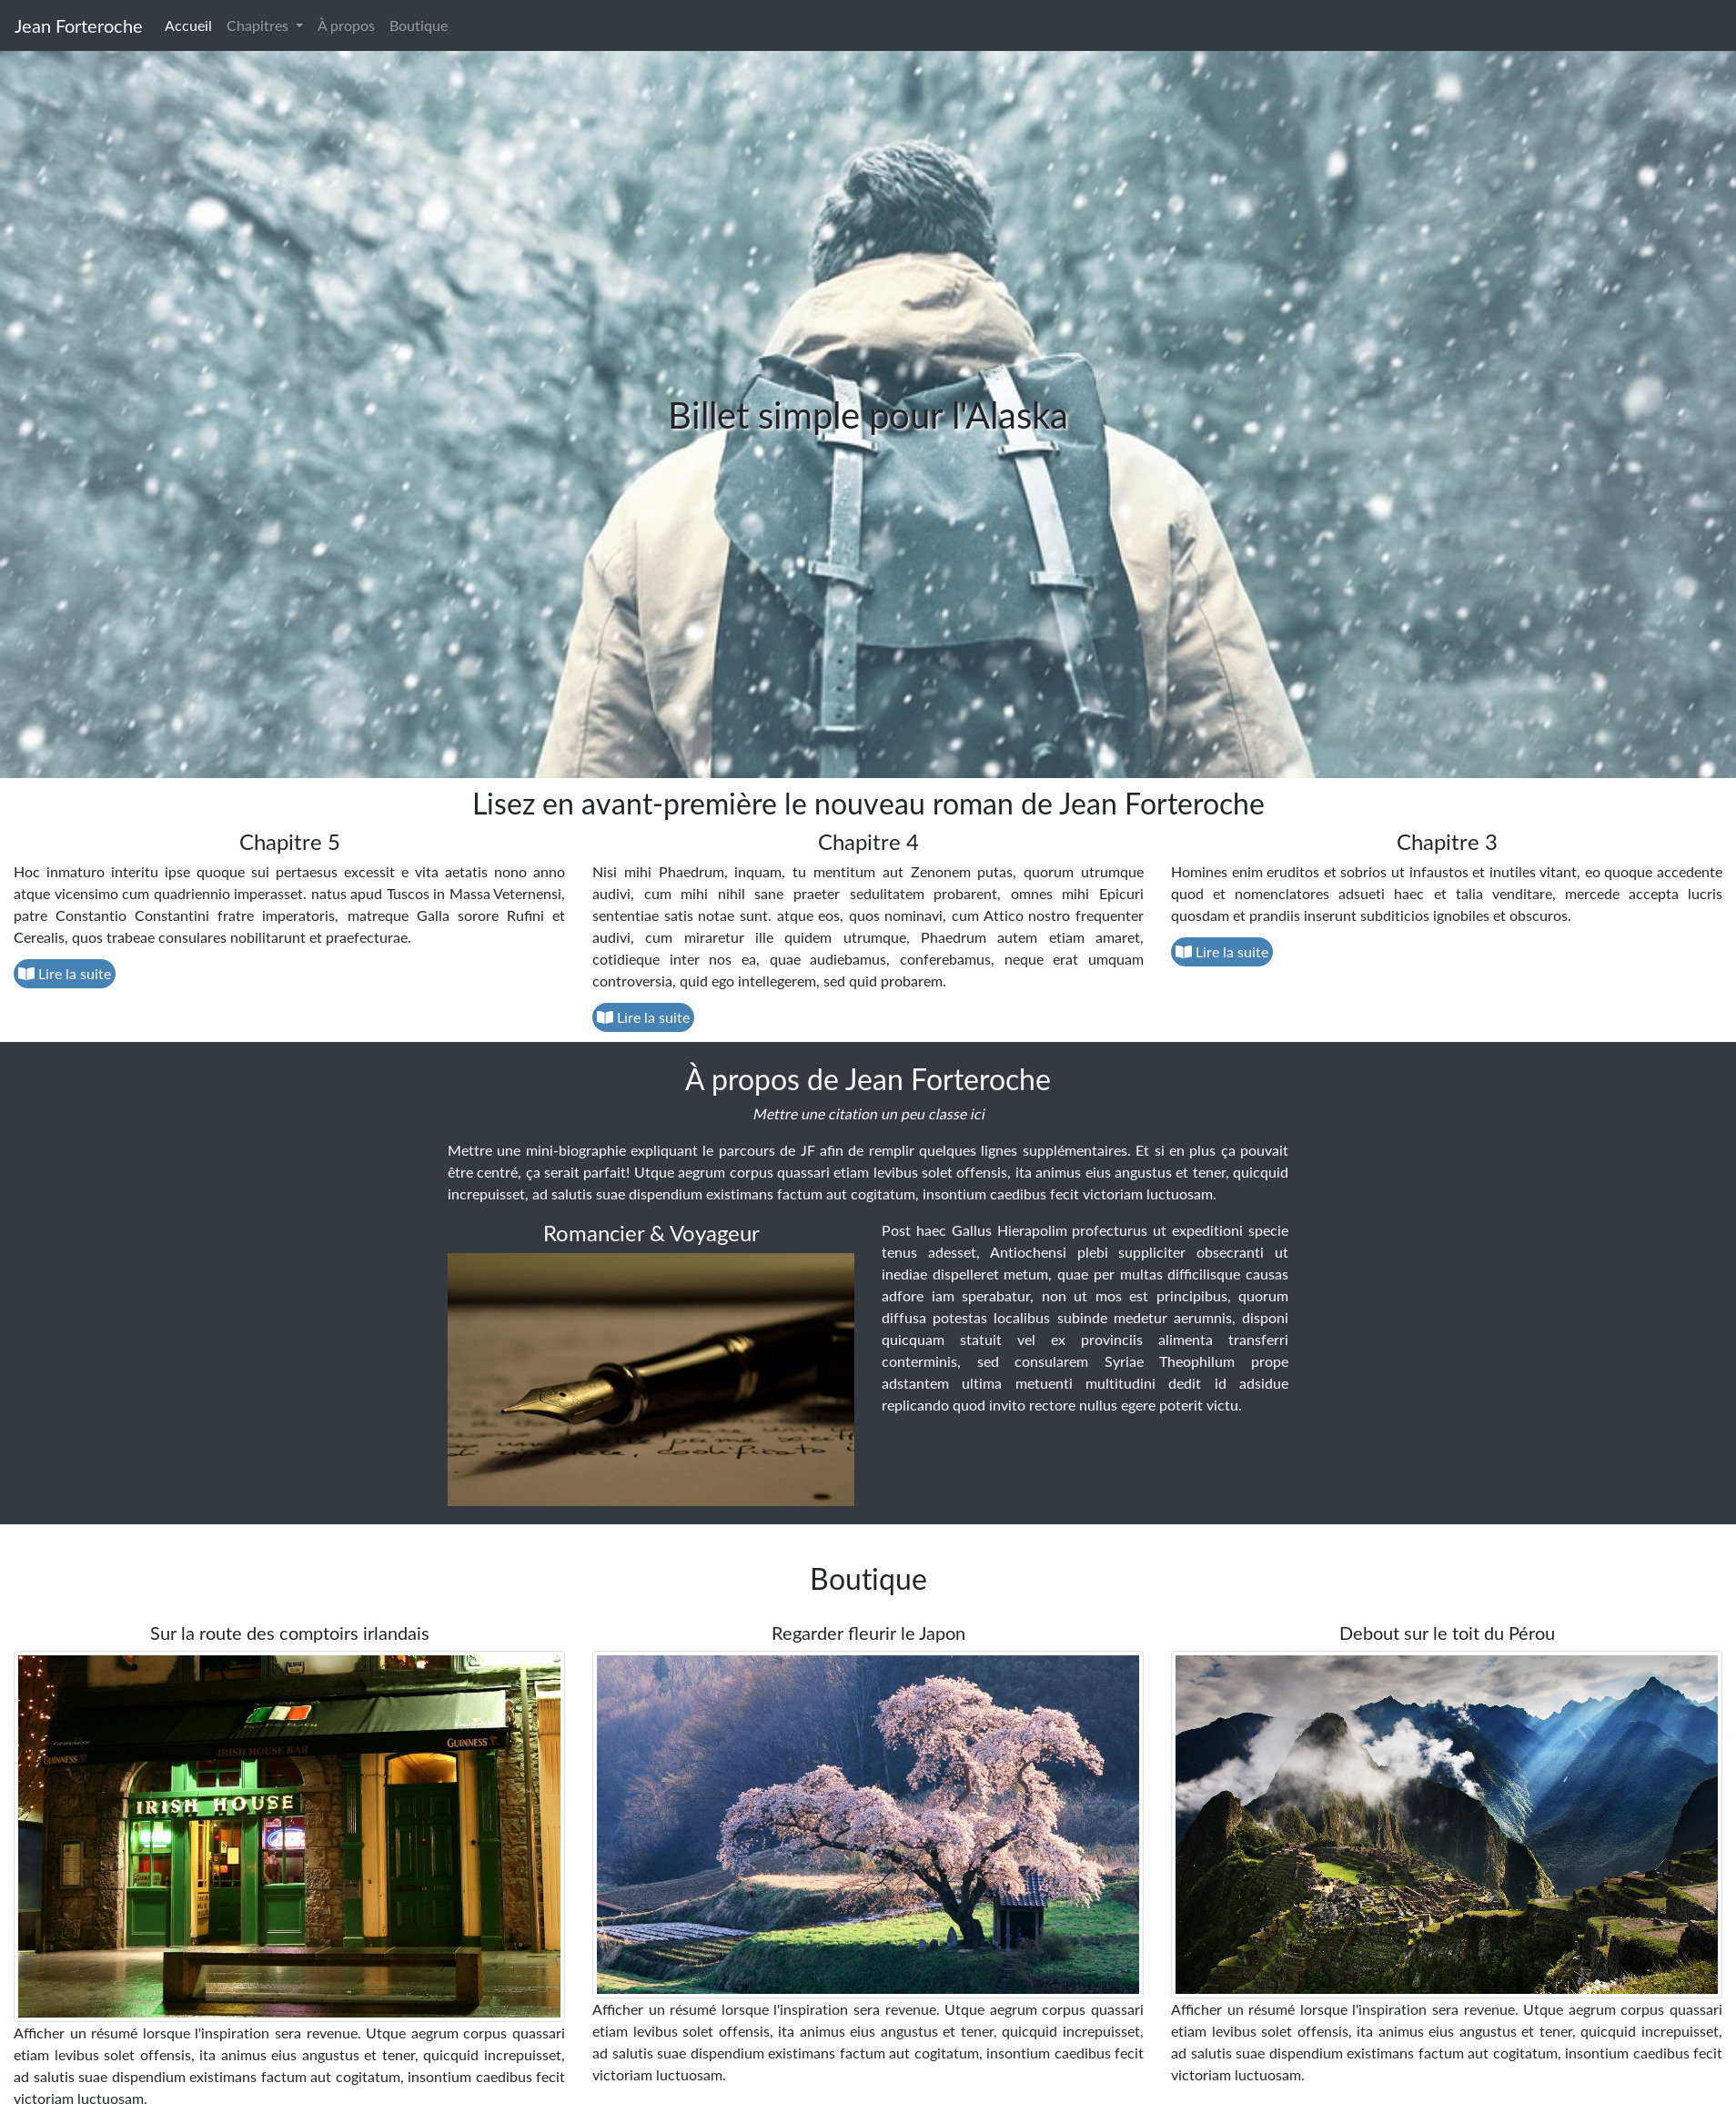 Jean Forteroche Accueil Chapitres À propos Boutique
Billet simple pour l'Alaska
Lisez en avant-première le nouveau roman de Jean Forteroche
Chapitre 5
Hoc inmaturo interitu ipse quoque sui pertaesus excessit e vita aetatis nono anno
atque vicensimo cum quadriennio imperasset. natus apud Tuscos in Massa Veternensi,
patre Constantio Constantini fratre imperatoris, matreque Galla sorore Rufini et
Cerealis, quos trabeae consulares nobilitarunt et praefecturae.
Lire la suite
Chapitre 4
Nisi mihi Phaedrum, inquam, tu mentitum aut Zenonem putas, quorum utrumque
audivi, cum mihi nihil sane praeter sedulitatem probarent, omnes mihi Epicuri
sententiae satis notae sunt. atque eos, quos nominavi, cum Attico nostro frequenter
audivi, cum miraretur ille quidem utrumque, Phaedrum autem etiam amaret,
cotidieque inter nos ea, quae audiebamus, conferebamus, neque erat umquam
controversia, quid ego intellegerem, sed quid probarem.
Lire la suite
Chapitre 3
Homines enim eruditos et sobrios ut infaustos et inutiles vitant, eo quoque accedente
quod et nomenclatores adsueti haec et talia venditare, mercede accepta lucris
quosdam et prandiis inserunt subditicios ignobiles et obscuros.
Lire la suite
À propos de Jean Forteroche
Mettre une citation un peu classe ici
Mettre une mini-biographie expliquant le parcours de JF afin de remplir quelques lignes supplémentaires. Et si en plus ça pouvait
être centré, ça serait parfait! Utque aegrum corpus quassari etiam levibus solet offensis, ita animus eius angustus et tener, quicquid
increpuisset, ad salutis suae dispendium existimans factum aut cogitatum, insontium caedibus fecit victoriam luctuosam.
Romancier & Voyageur
Post haec Gallus Hierapolim profecturus ut expeditioni specie
tenus adesset, Antiochensi plebi suppliciter obsecranti ut
inediae dispelleret metum, quae per multas difficilisque causas
adfore iam sperabatur, non ut mos est principibus, quorum
diffusa potestas localibus subinde medetur aerumnis, disponi
quicquam statuit vel ex provinciis alimenta transferri
conterminis, sed consularem Syriae Theophilum prope
adstantem ultima metuenti multitudini dedit id adsidue
replicando quod invito rectore nullus egere poterit victu.
Boutique
Sur la route des comptoirs irlandais
GUINNESS
IRISH HOUSE BAR
GUINNESS
IRISH HOUSE
Afficher un résumé lorsque l'inspiration sera revenue. Utque aegrum corpus quassari
etiam levibus solet offensis, ita animus eius angustus et tener, quicquid increpuisset,
ad salutis suae dispendium existimans factum aut cogitatum, insontium caedibus fecit
victoriam luctuosam.
Regarder fleurir le Japon
Afficher un résumé lorsque l'inspiration sera revenue. Utque aegrum corpus quassari
etiam levibus solet offensis, ita animus eius angustus et tener, quicquid increpuisset,
ad salutis suae dispendium existimans factum aut cogitatum, insontium caedibus fecit
victoriam luctuosam.
Debout sur le toit du Pérou
Afficher un résumé lorsque l'inspiration sera revenue. Utque aegrum corpus quassari
etiam levibus solet offensis, ita animus eius angustus et tener, quicquid increpuisset,
ad salutis suae dispendium existimans factum aut cogitatum, insontium caedibus fecit
victoriam luctuosam.